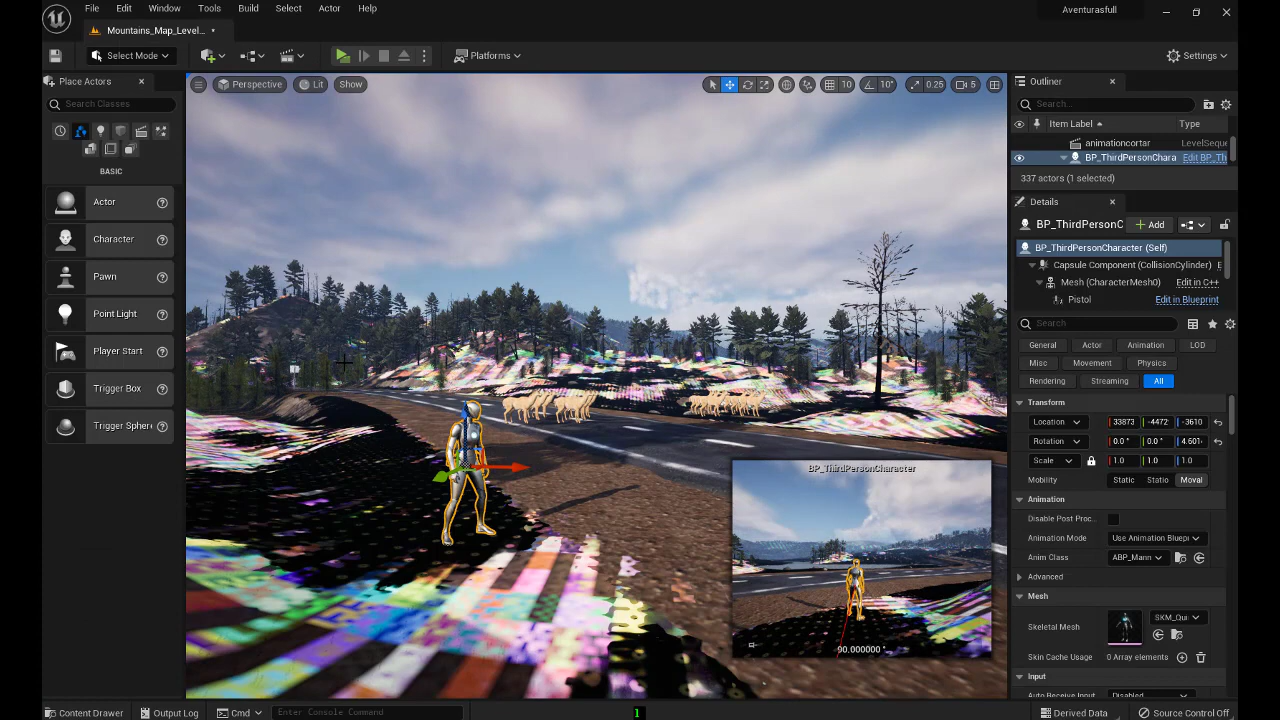 File Edit Window Tools Build Select Actor Help
Aventurasfull
Mountains_Map_Level...
Select Mode
Platforms
Settings
Place Actors
Search Classes
BASIC
Actor
Character
Pawn
Point Light
Player Start
Trigger Box
Trigger Sphere
Perspective Lit Show
10 10° 0.25 5
BP_ThirdPersonCharacter
90.000000 °
Outliner
Search...
Item Label Type
animationcortar LevelSeque
BP_ThirdPersonChara Edit BP_Th
337 actors (1 selected)
Details
BP_ThirdPersonC Add
BP_ThirdPersonCharacter (Self)
Capsule Component (CollisionCylinder) E
Mesh (CharacterMesh0) Edit in C++
Pistol Edit in Blueprint
Search
General Actor Animation LOD
Misc Movement Physics
Rendering Streaming All
Transform
Location 33873 -4472 -3610
Rotation 0.0 ° 0.0 ° 4.601
Scale 1.0 1.0 1.0
Mobility Static Statio Moval
Animation
Disable Post Proc...
Animation Mode Use Animation Bluepr
Anim Class ABP_Mann
Advanced
Mesh
Skeletal Mesh SKM_Qui
Skin Cache Usage 0 Array elements
Input
Auto Receive Input Disabled
Content Drawer Output Log Cmd Enter Console Command
1
Derived Data Source Control Off